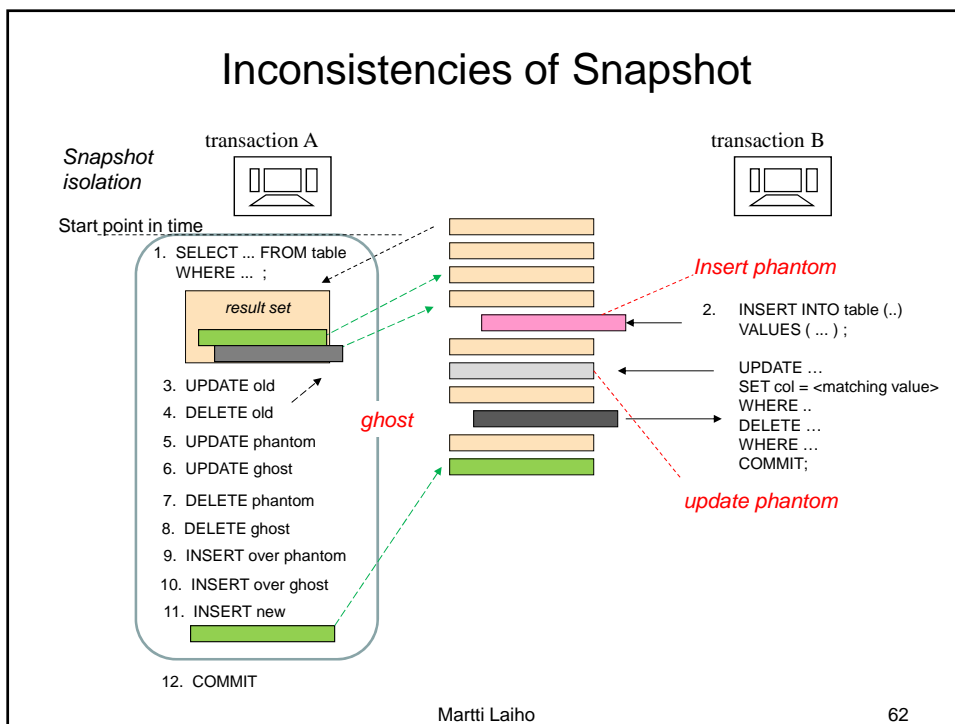 Inconsistencies of Snapshot
transaction A
transaction B
Snapshot
isolation
Start point in time
1. SELECT ... FROM table
WHERE ... ;
result set
3. UPDATE old
4. DELETE old
5. UPDATE phantom
6. UPDATE ghost
7. DELETE phantom
8. DELETE ghost
9. INSERT over phantom
10. INSERT over ghost
11. INSERT new
12. COMMIT
ghost
Insert phantom
2. INSERT INTO table (..)
VALUES ( ... ) ;
UPDATE …
SET col = <matching value>
WHERE ..
DELETE …
WHERE …
COMMIT;
update phantom
Martti Laiho
62